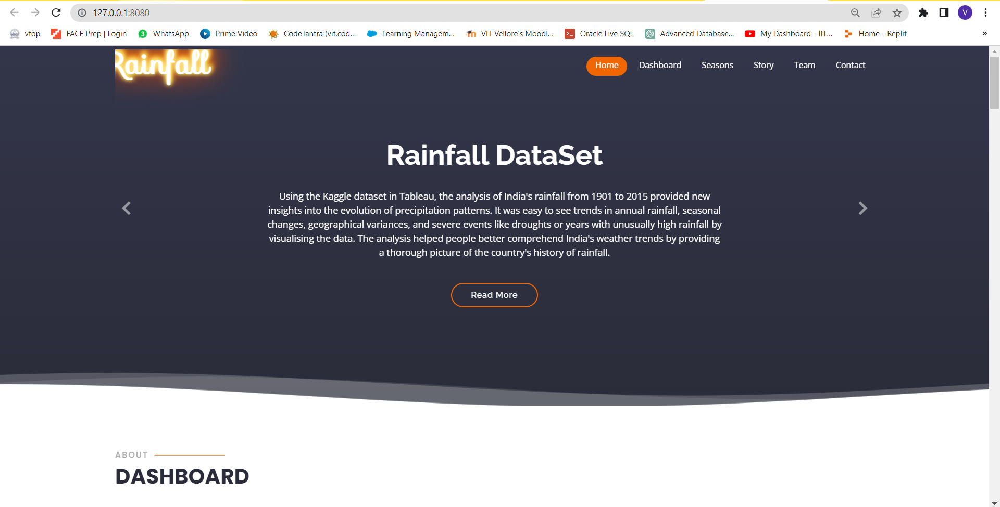 127.0.0.1:8080
V
vtop
FACE Prep | Login
3
WhatsApp
Prime Video
CodeTantra (vit.cod...
Learning Managem...
VIT Vellore's Moodl...
Oracle Live SQL
Advanced Database...
My Dashboard - IIT...
Home - Replit
»
Rainfall
Home
Dashboard
Seasons
Story
Team
Contact
Rainfall DataSet
Using the Kaggle dataset in Tableau, the analysis of India's rainfall from 1901 to 2015 provided new
insights into the evolution of precipitation patterns. It was easy to see trends in annual rainfall, seasonal
changes, geographical variances, and severe events like droughts or years with unusually high rainfall by
visualising the data. The analysis helped people better comprehend India's weather trends by providing
a thorough picture of the country's history of rainfall.
Read More
ABOUT
DASHBOARD